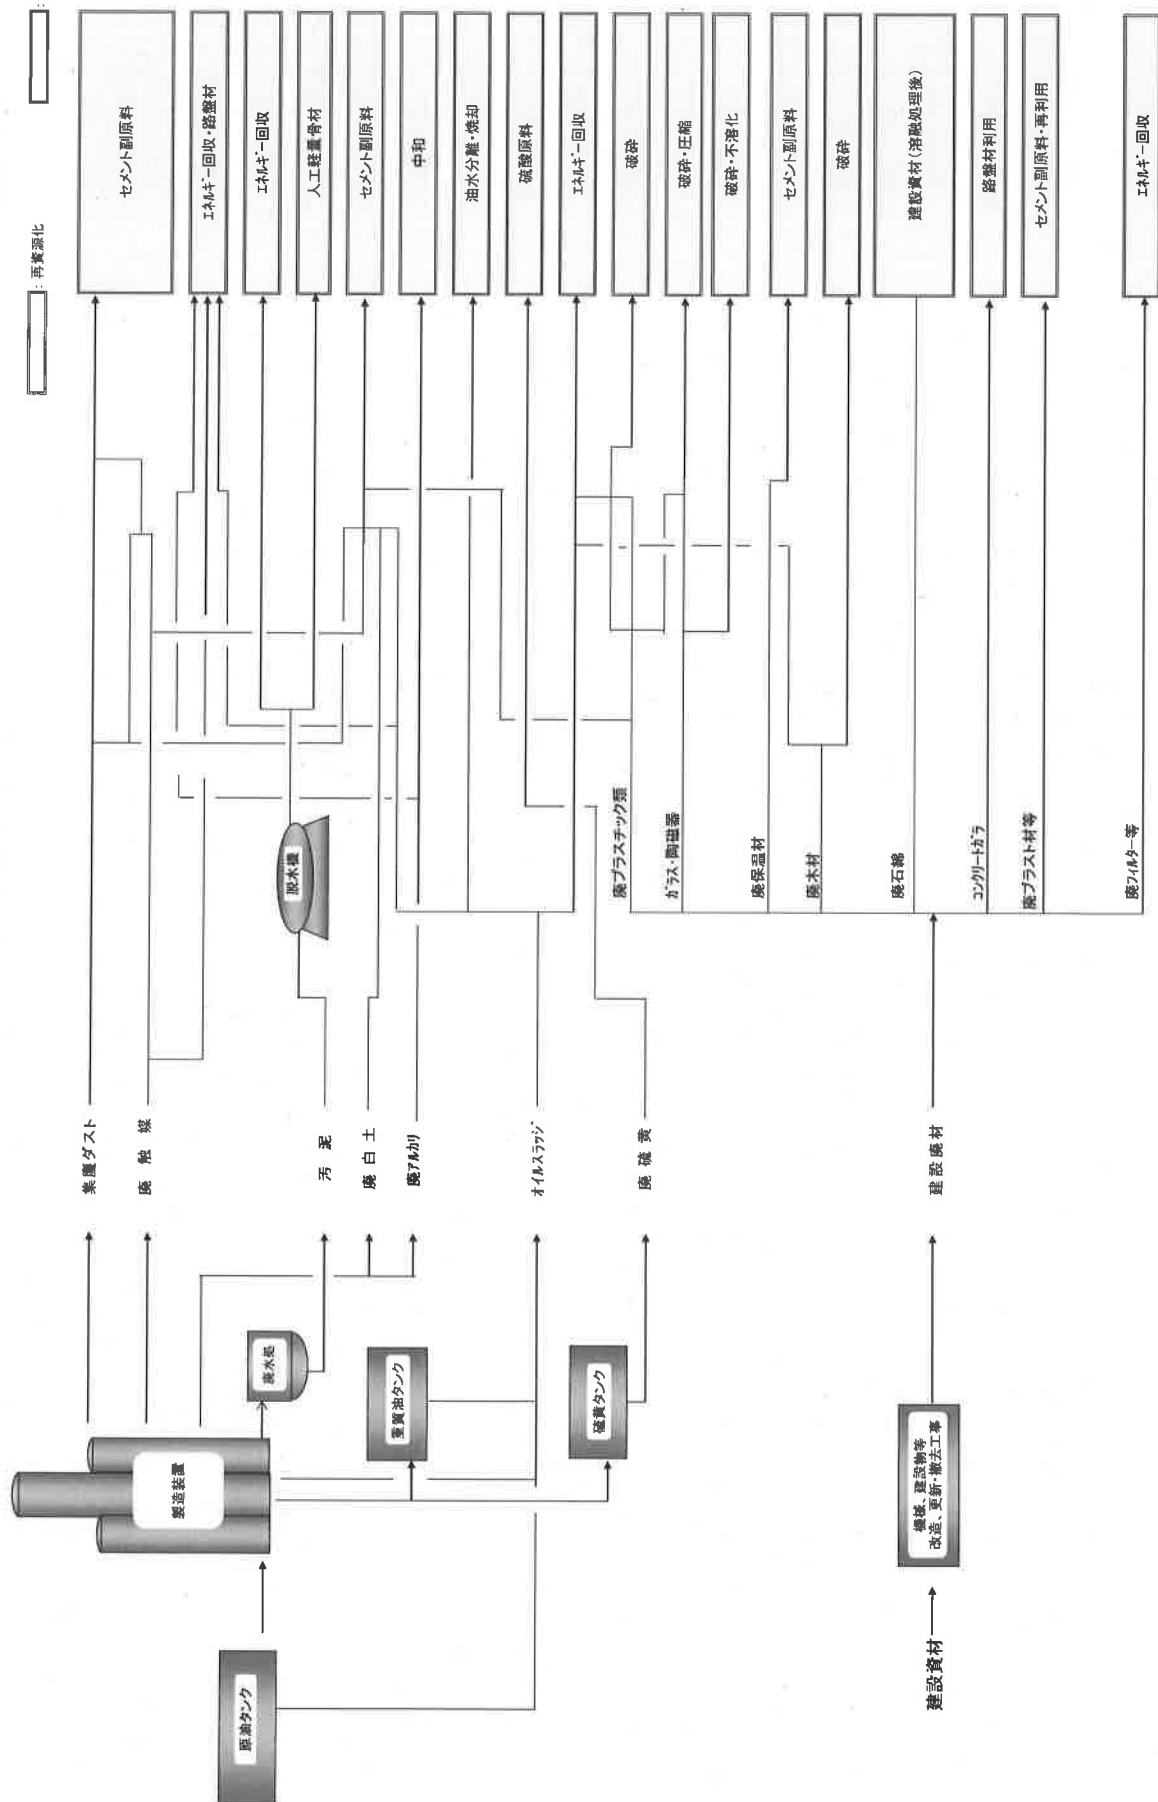 ：再資源化
：
原油タンク
製造装置
廃水処
重質油タンク
硫黄タンク
建設資材
機械、建設物等
改造、更新・撤去工事
集塵ダスト
廃 触 媒
汚 泥
廃 白 土
廃アルカリ
オイルスラッジ
廃 硫 黄
建 設 廃 材
脱水機
廃プラスチック類
ガラス・陶磁器
廃保温材
廃木材
廃石綿
コンクリートガラ
廃ブラスト材等
廃フィルター等
セメント副原料
エネルギー回収・路盤材
エネルギー回収
人工軽量骨材
セメント副原料
中和
油水分離・焼却
硫酸原料
エネルギー回収
破砕
破砕・圧縮
破砕・不溶化
セメント副原料
破砕
建設資材(溶融処理後)
路盤材利用
セメント副原料・再利用
エネルギー回収